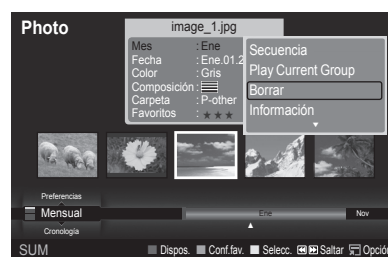 Photo
image_1.jpg
Mes : Ene
Fecha : Ene.01.2
Color : Gris
Composición :
Carpeta : P-other
Favoritos : ★ ★ ★
Secuencia
Play Current Group
Borrar
Información
Preferencias
Mensual
Cronología
Ene
Nov
SUM
Dispos. Conf.fav. Selecc. Saltar Opción